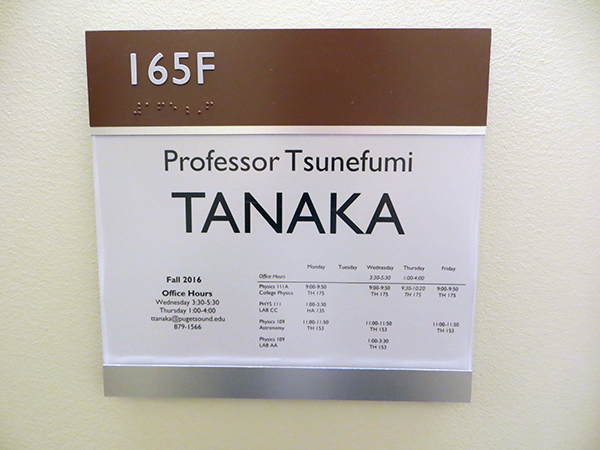 165F
Professor Tsunefumi
TANAKA
Fall 2016
Office Hours
Wednesday 3:30-5:30
Thursday 1:00-4:00
ttanaka@pugetsound.edu
879-1566
Monday Tuesday Wednesday Thursday Friday
Office Hours 3:30-5:30 1:00-4:00
Physics 111A 9:00-9:50 9:00-9:50 9:30-10:20 9:00-9:50
College Physics TH 175 TH 175 TH 175 TH 175
PHYS 111 1:00-3:30
LAB CC HA 135
Physics 109 11:00-11:50 11:00-11:50 11:00-11:50
Astronomy TH 153 TH 153 TH 153
Physics 109 1:00-3:30
LAB AA TH 153